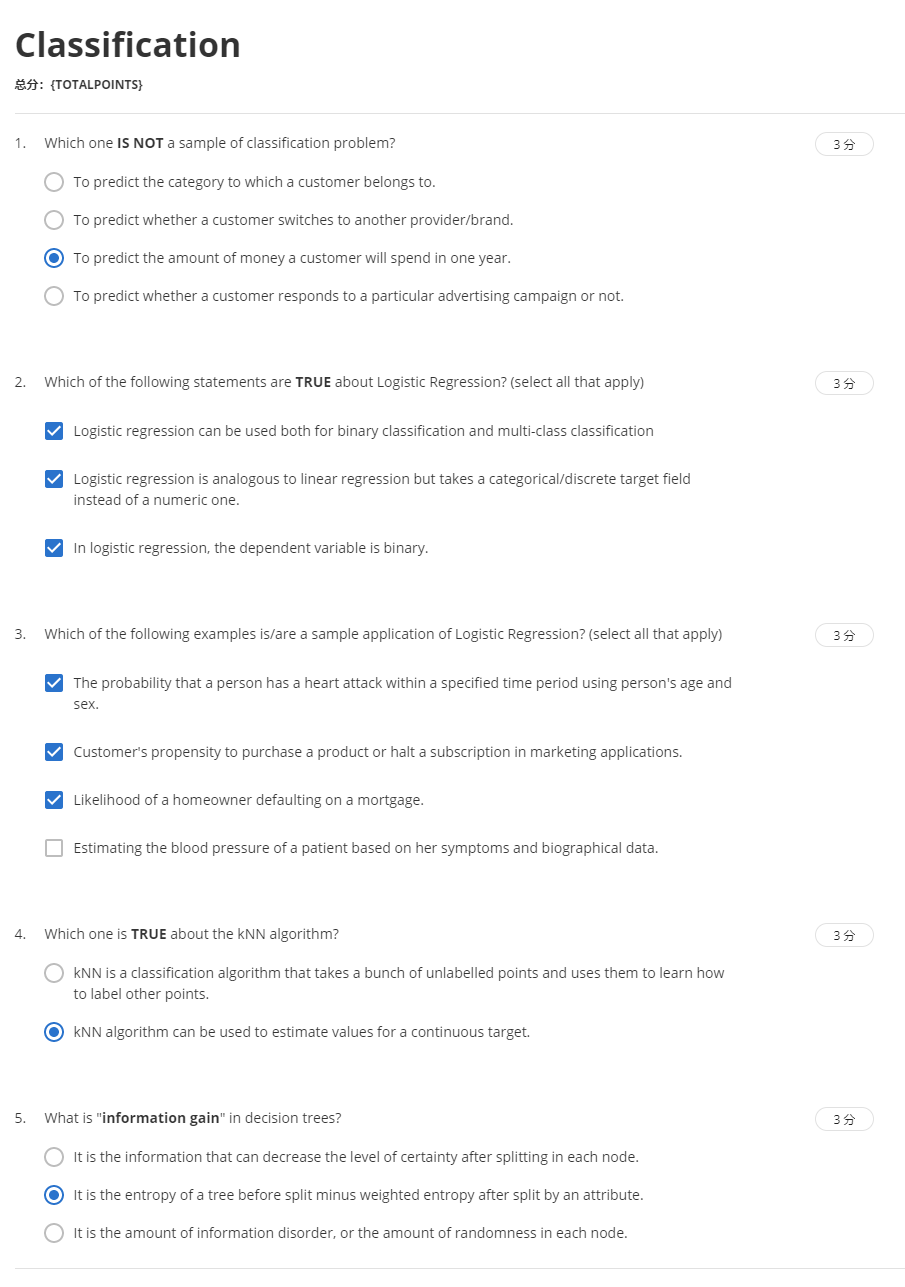 Classification
总分：{TOTALPOINTS}
1. Which one IS NOT a sample of classification problem?
3 分
To predict the category to which a customer belongs to.
To predict whether a customer switches to another provider/brand.
To predict the amount of money a customer will spend in one year.
To predict whether a customer responds to a particular advertising campaign or not.
2. Which of the following statements are TRUE about Logistic Regression? (select all that apply)
3 分
Logistic regression can be used both for binary classification and multi-class classification
Logistic regression is analogous to linear regression but takes a categorical/discrete target field
instead of a numeric one.
In logistic regression, the dependent variable is binary.
3. Which of the following examples is/are a sample application of Logistic Regression? (select all that apply)
3 分
The probability that a person has a heart attack within a specified time period using person's age and
sex.
Customer's propensity to purchase a product or halt a subscription in marketing applications.
Likelihood of a homeowner defaulting on a mortgage.
Estimating the blood pressure of a patient based on her symptoms and biographical data.
4. Which one is TRUE about the kNN algorithm?
3 分
kNN is a classification algorithm that takes a bunch of unlabelled points and uses them to learn how
to label other points.
kNN algorithm can be used to estimate values for a continuous target.
5. What is "information gain" in decision trees?
3 分
It is the information that can decrease the level of certainty after splitting in each node.
It is the entropy of a tree before split minus weighted entropy after split by an attribute.
It is the amount of information disorder, or the amount of randomness in each node.